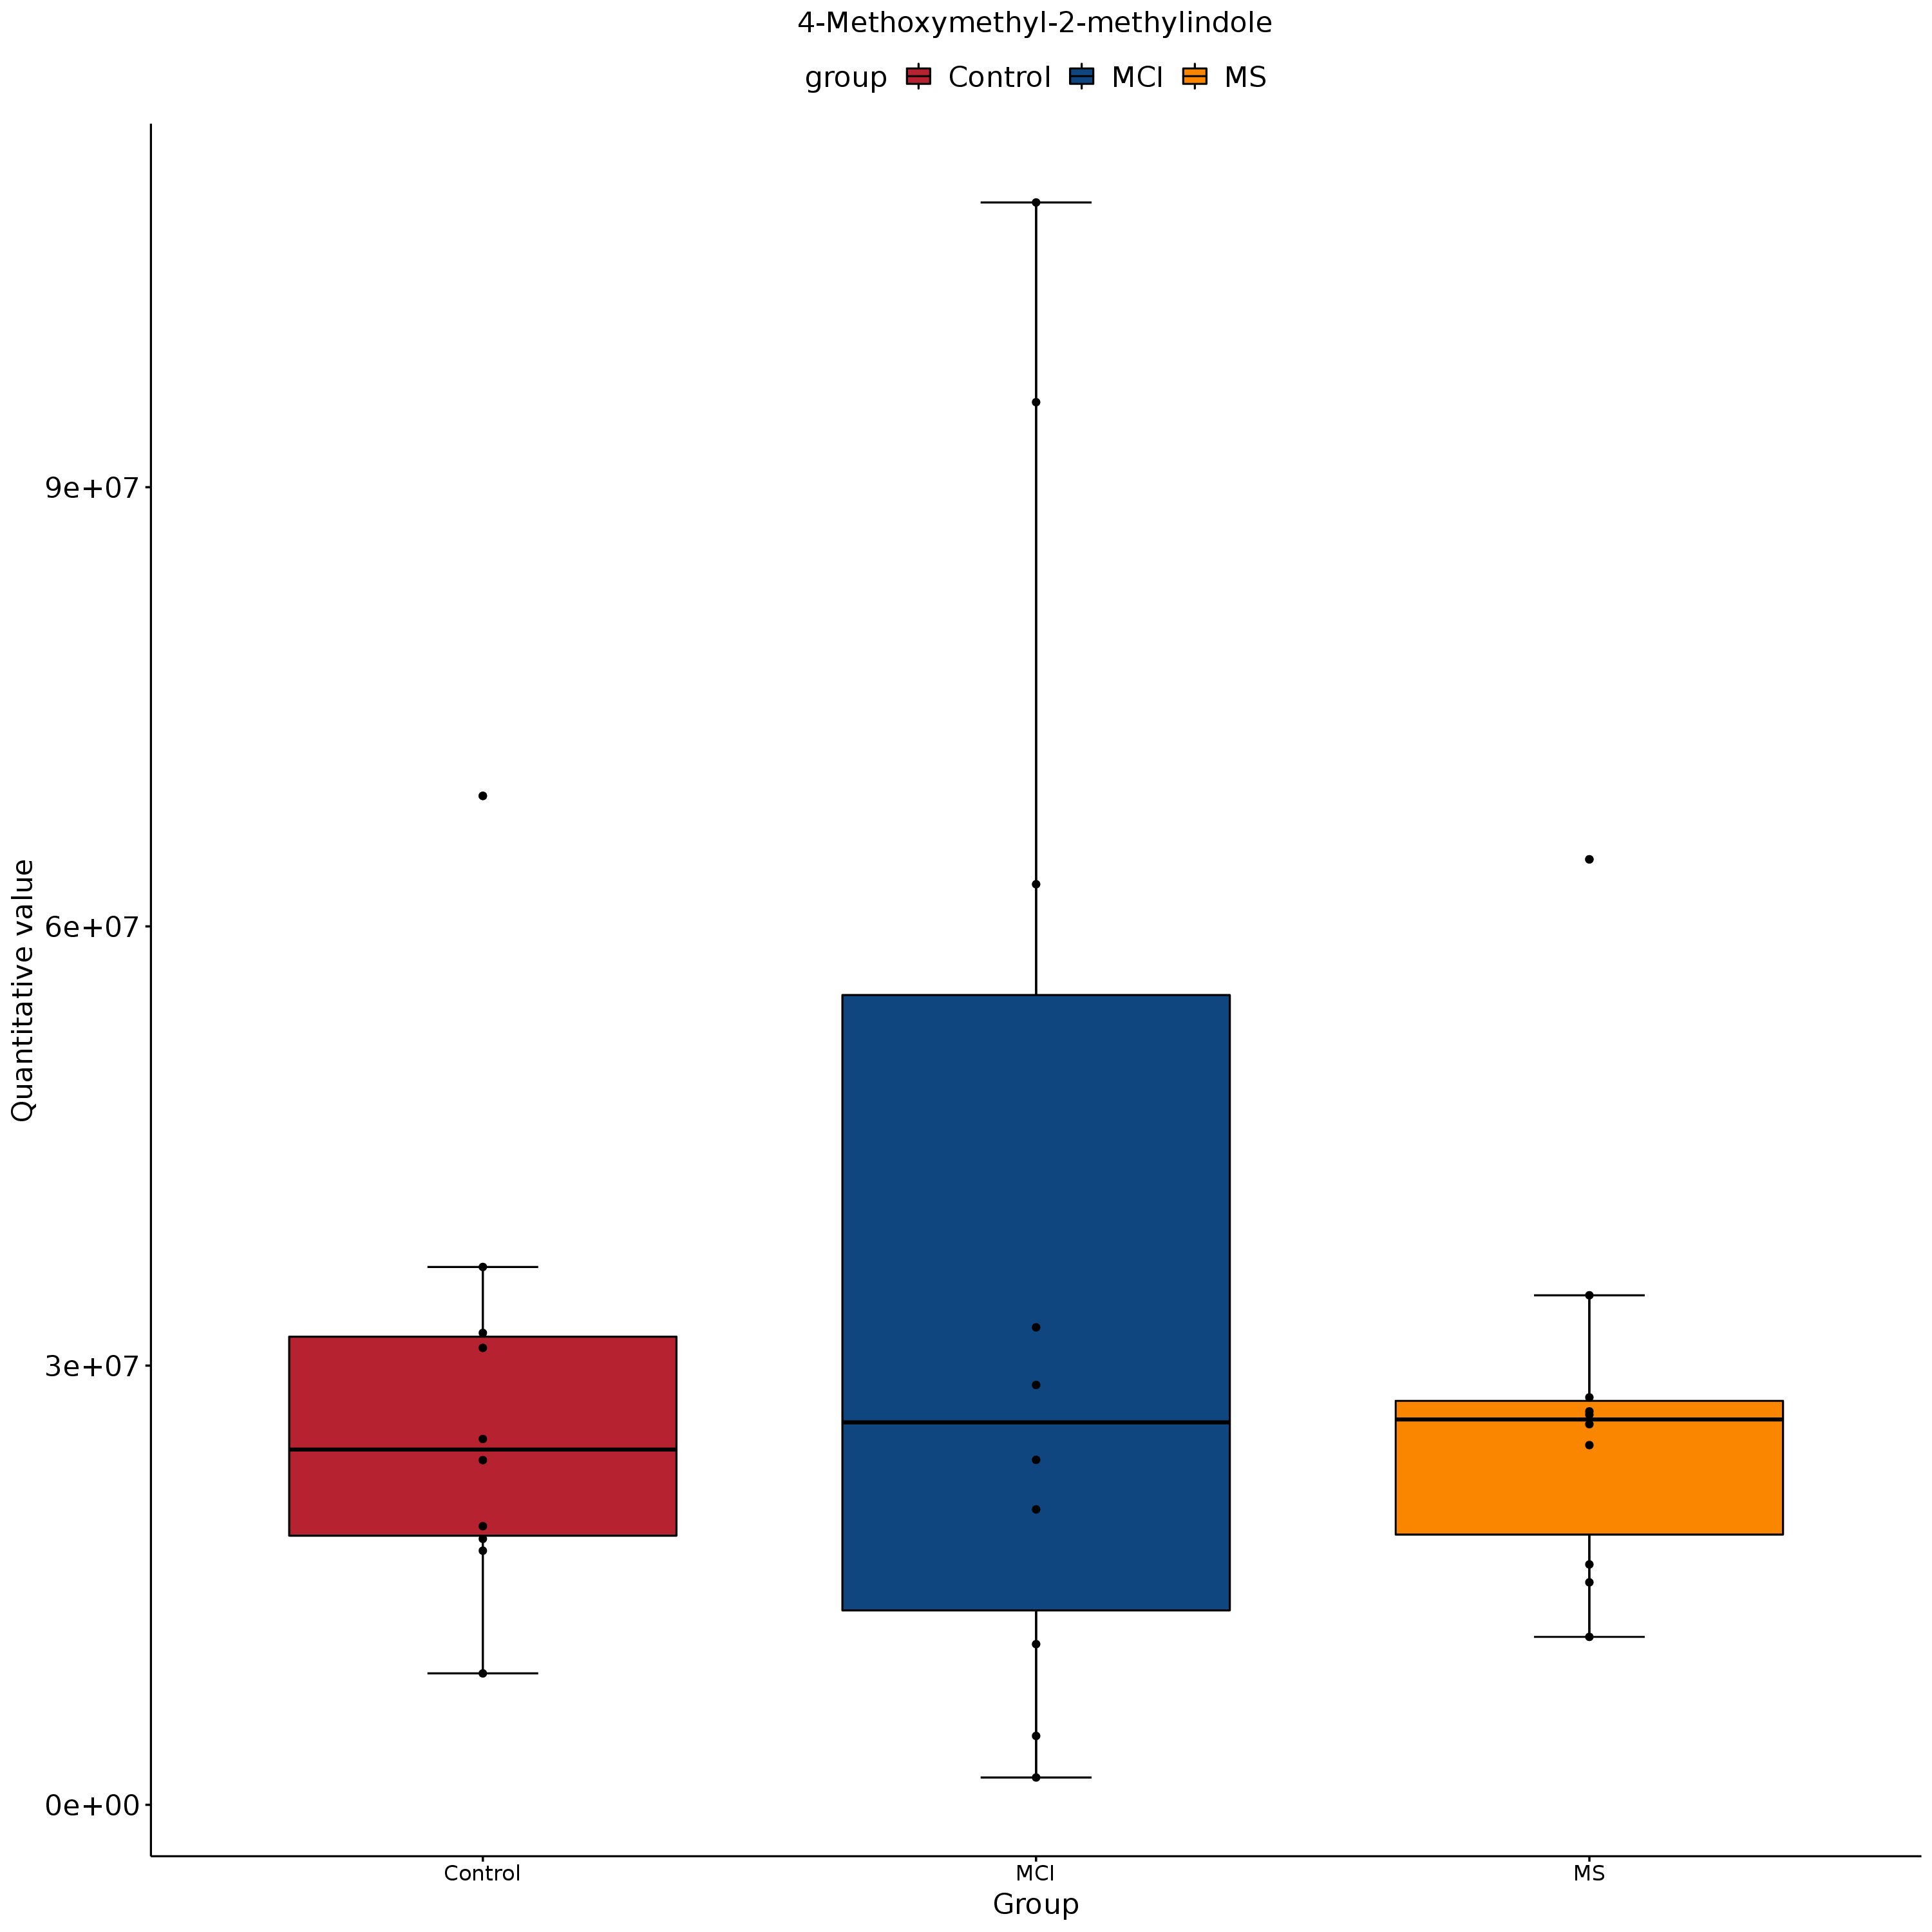 4-Methoxymethyl-2-methylindole
group Control MCI MS
Quantitative value
9e+07
6e+07
3e+07
0e+00
Control MCI MS
Group